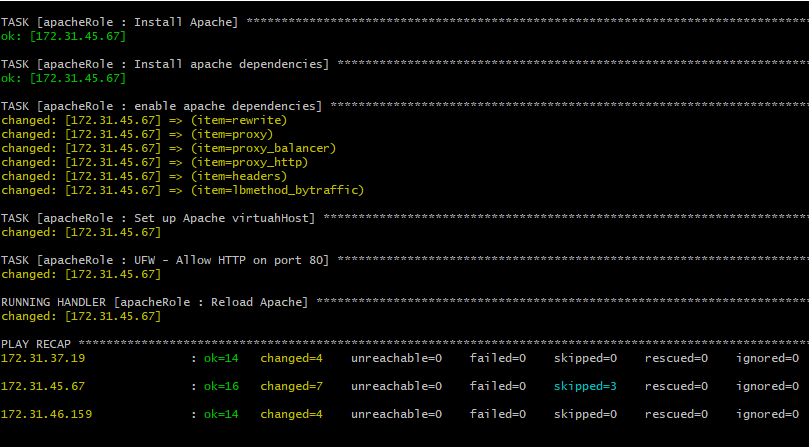 TASK [apacheRole : Install Apache] ********************************************************************************
ok: [172.31.45.67]
TASK [apacheRole : Install apache dependencies] *******************************************************************
ok: [172.31.45.67]
TASK [apacheRole : enable apache dependencies] ********************************************************************
changed: [172.31.45.67] => (item=rewrite)
changed: [172.31.45.67] => (item=proxy)
changed: [172.31.45.67] => (item=proxy_balancer)
changed: [172.31.45.67] => (item=proxy_http)
changed: [172.31.45.67] => (item=headers)
changed: [172.31.45.67] => (item=lbmethod_bytraffic)
TASK [apacheRole : Set up Apache virtuahHost] *********************************************************************
changed: [172.31.45.67]
TASK [apacheRole : UFW - Allow HTTP on port 80] *******************************************************************
changed: [172.31.45.67]
RUNNING HANDLER [apacheRole : Reload Apache] **********************************************************************
changed: [172.31.45.67]
PLAY RECAP ********************************************************************************************************
172.31.37.19 : ok=14 changed=4 unreachable=0 failed=0 skipped=0 rescued=0 ignored=0
172.31.45.67 : ok=16 changed=7 unreachable=0 failed=0 skipped=3 rescued=0 ignored=0
172.31.46.159 : ok=14 changed=4 unreachable=0 failed=0 skipped=0 rescued=0 ignored=0